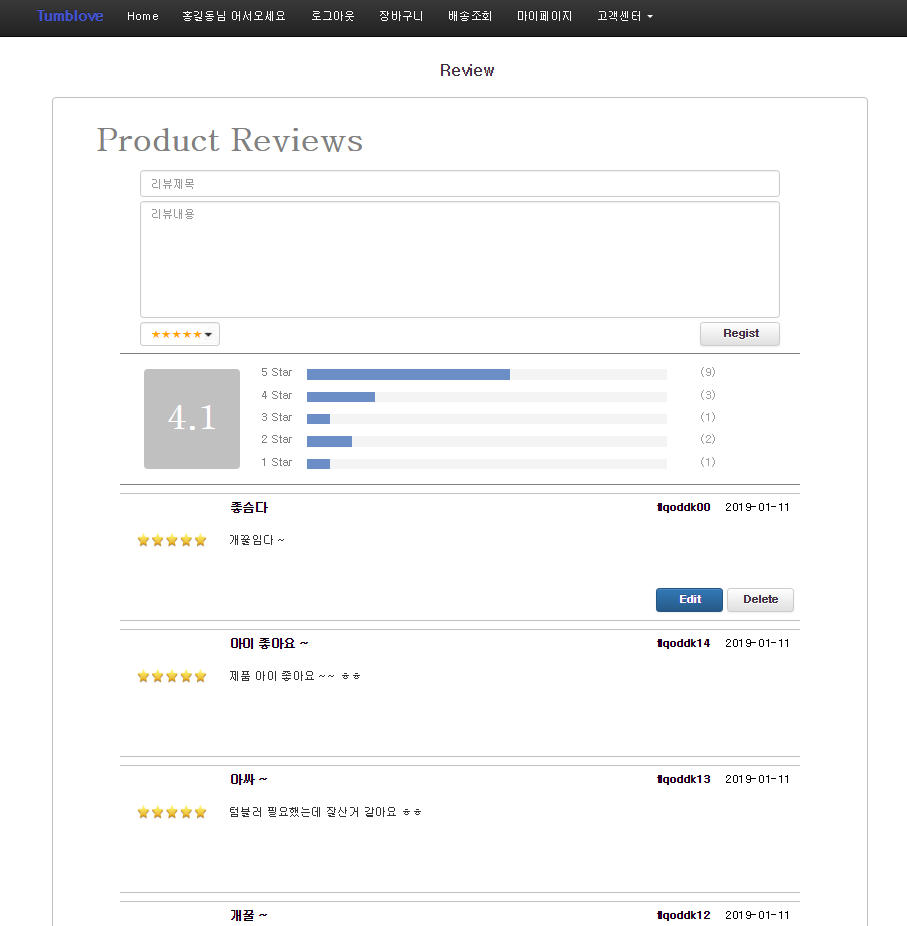 Tumblove Home 홍길동님 어서오세요 로그아웃 장바구니 배송조회 마이페이지 고객센터
Review
Product Reviews
리뷰제목
리뷰내용
★★★★★ Regist
4.1
5 Star (9)
4 Star (3)
3 Star (1)
2 Star (2)
1 Star (1)
좋습다 2019-01-11
개꿀임다 ~
Edit Delete
아이 좋아요 ~ 2019-01-11
제품 아이 좋아요 ~~ ㅎㅎ
아싸 ~ 2019-01-11
텀블러 필요했는데 잘산거 같아요 ㅎㅎ
개꿀 ~ 2019-01-11